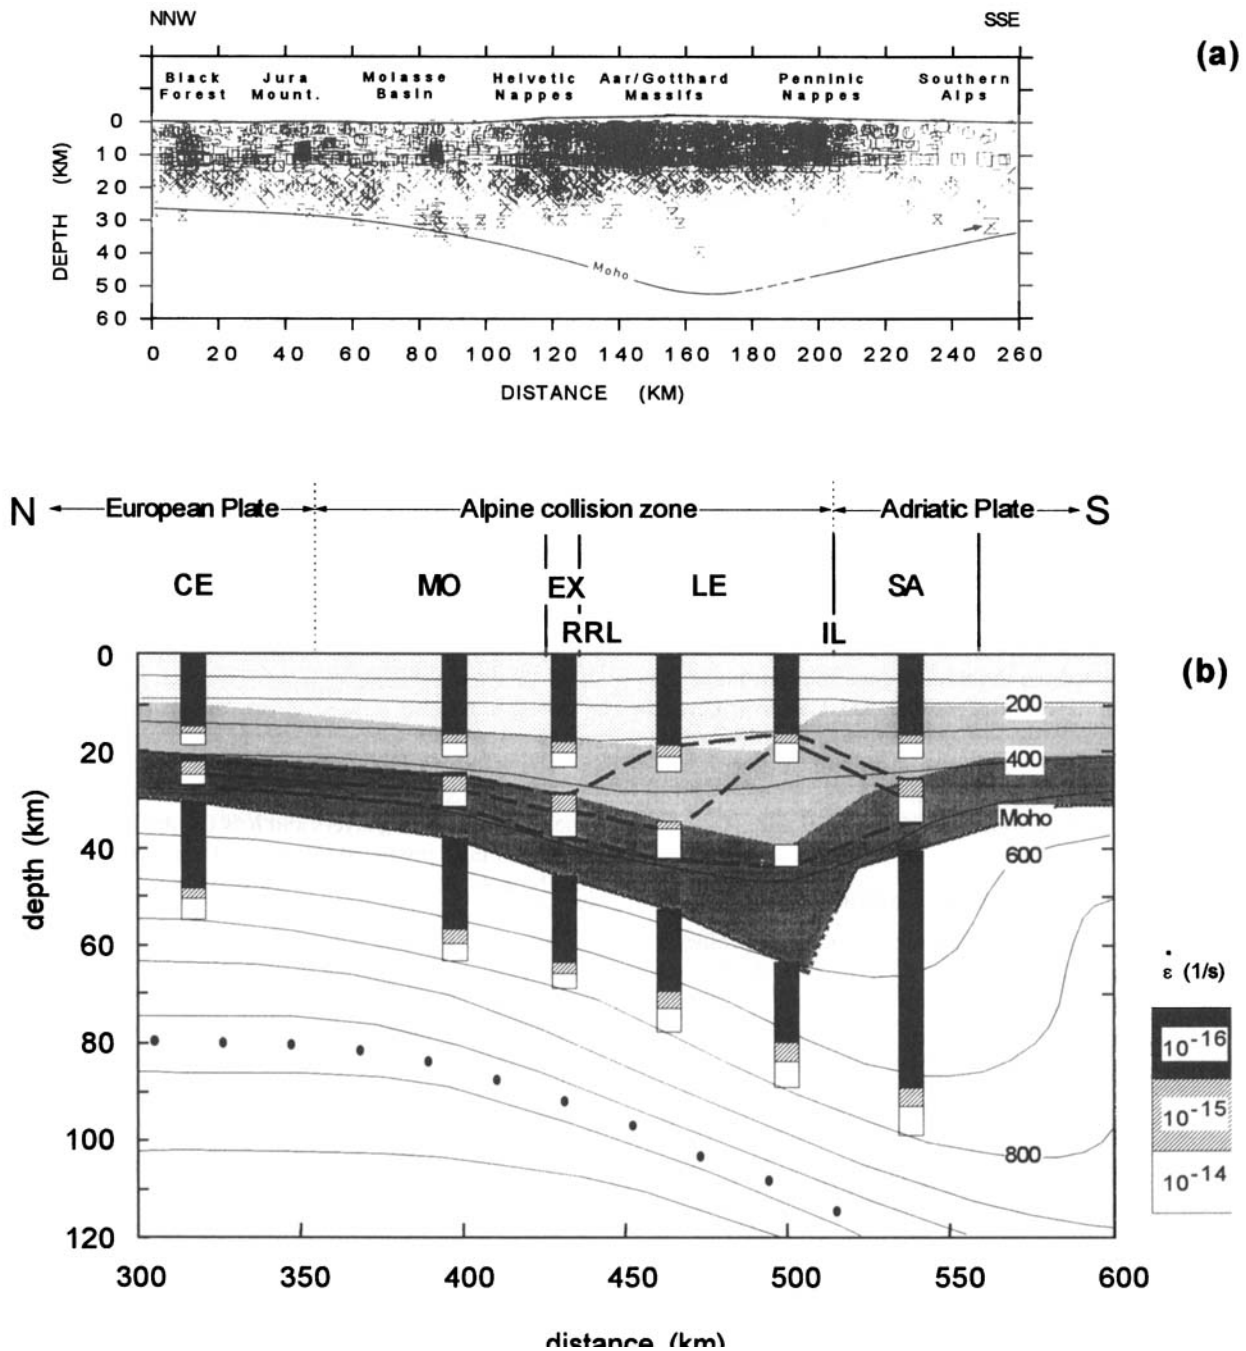 NNW SSE
(a)
Black Jura Molasse Helvetic Aar/Gotthard Penninic Southern
Forest Mount. Basin Nappes Massifs Nappes Alps
DEPTH (KM)
0
10
20
30
40
50
60
Moho
0 20 40 60 80 100 120 140 160 180 200 220 240 260
DISTANCE (KM)
N European Plate Alpine collision zone Adriatic Plate S
CE MO EX LE SA
RRL IL
(b)
depth (km)
0
20
40
60
80
100
120
200
400
Moho
600
800
ε̇ (1/s)
10⁻¹⁶
10⁻¹⁵
10⁻¹⁴
300 350 400 450 500 550 600
distance (km)